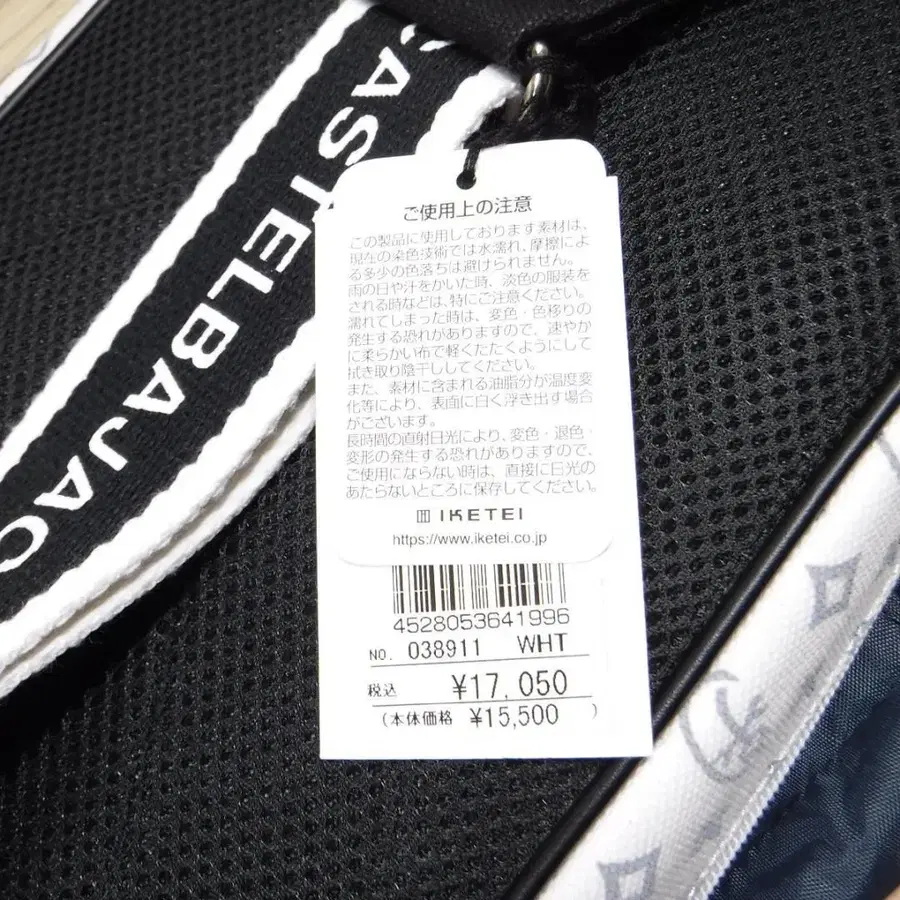 CASTELBAJAC
ご使用上の注意
この製品に使用しております素材は、
現在の染色技術では水濡れ、摩擦によ
る多少の色落ちは避けられません。
雨の日や汗をかいた時、淡色の服装を
される時などは、特にご注意ください。
濡れてしまった時は、変色・色移りの
発生する恐れがありますので、速やか
に柔らかい布で軽くたたくようにして
拭き取り陰干ししてください。
また、素材に含まれる油脂分が温度変
化等により、表面に白く浮き出す場合
がございます。
長時間の直射日光により、変色・退色・
変形の発生する恐れがありますので、
ご使用にならない時は、直接に日光の
あたらないところに保存してください。
IKETEI
https://www.iketei.co.jp
4528053641996
NO. 038911 WHT
税込 ¥17,050
(本体価格 ¥15,500 )